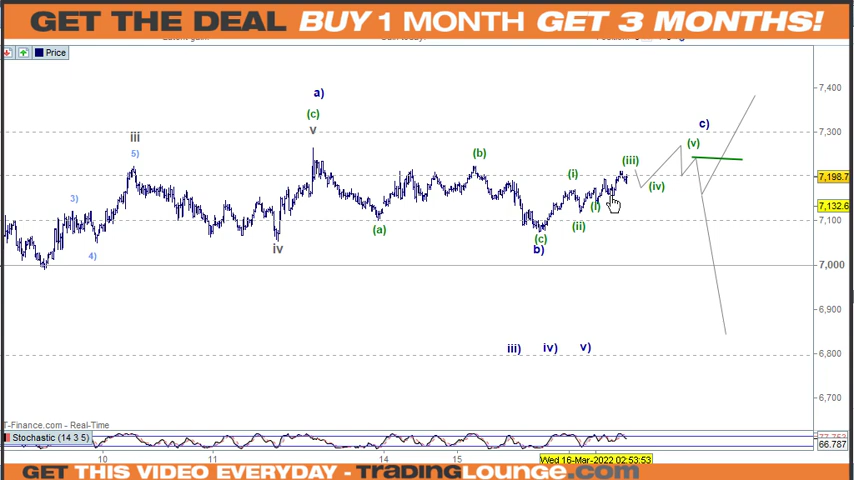 GET THE DEAL BUY 1 MONTH GET 3 MONTHS!
Price
a)
(c)
v
iii
5)
3)
4)
iv
(a)
(b)
(c)
b)
(i)
(ii)
(i)
(iii)
(iv)
(v)
c)
iii)
iv)
v)
7,400
7,300
7,198.7
7,132.6
7,100
7,000
6,900
6,800
6,700
T-Finance.com - Real-Time
Stochastic (14 3 5)
66.787
10
11
14
15
Wed 16-Mar-2022 02:53:53
GET THIS VIDEO EVERYDAY - TradingLounge.com